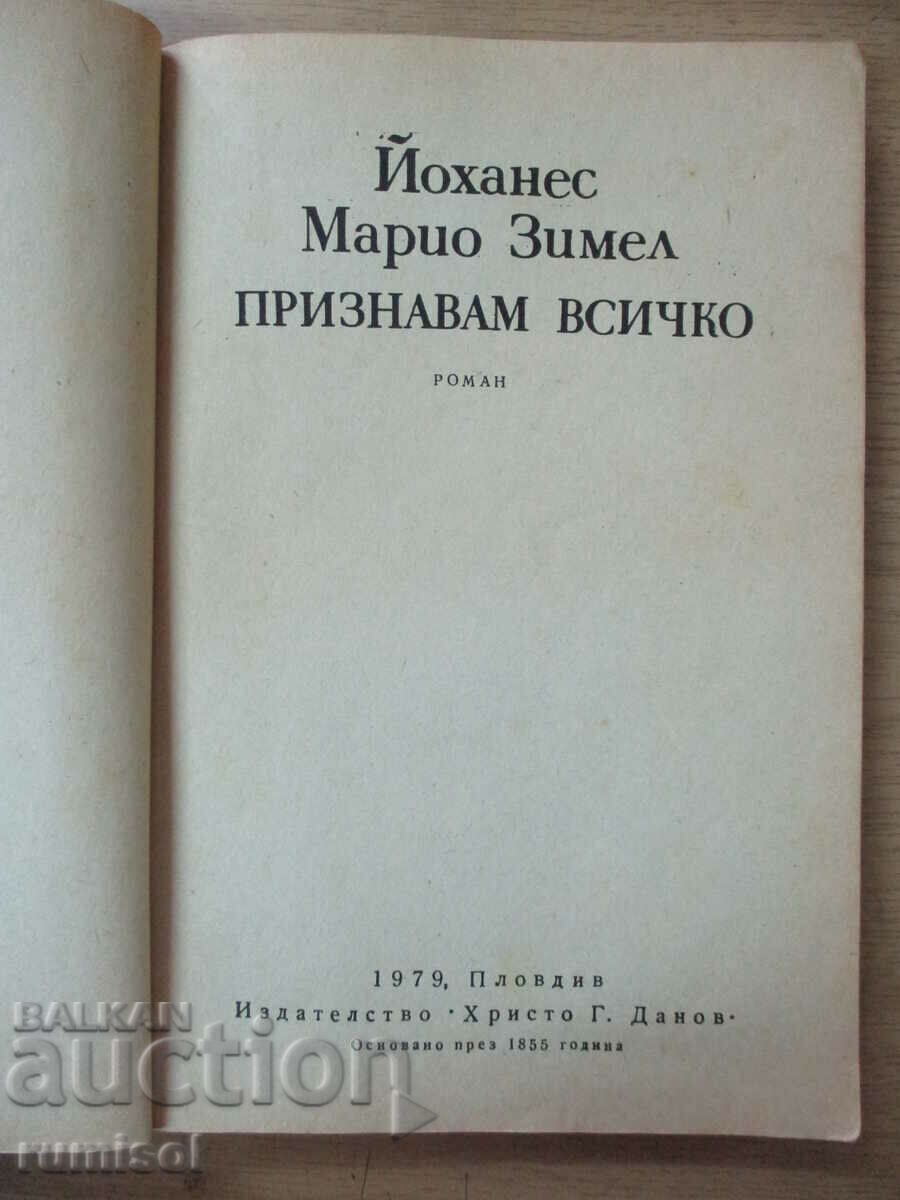 Йоханес
Марио Зимел
ПРИЗНАВАМ ВСИЧКО
РОМАН
1979, Пловдив
Издателство · Христо Г. Данов ·
Основано през 1855 година
BALKAN
auction
rumisol